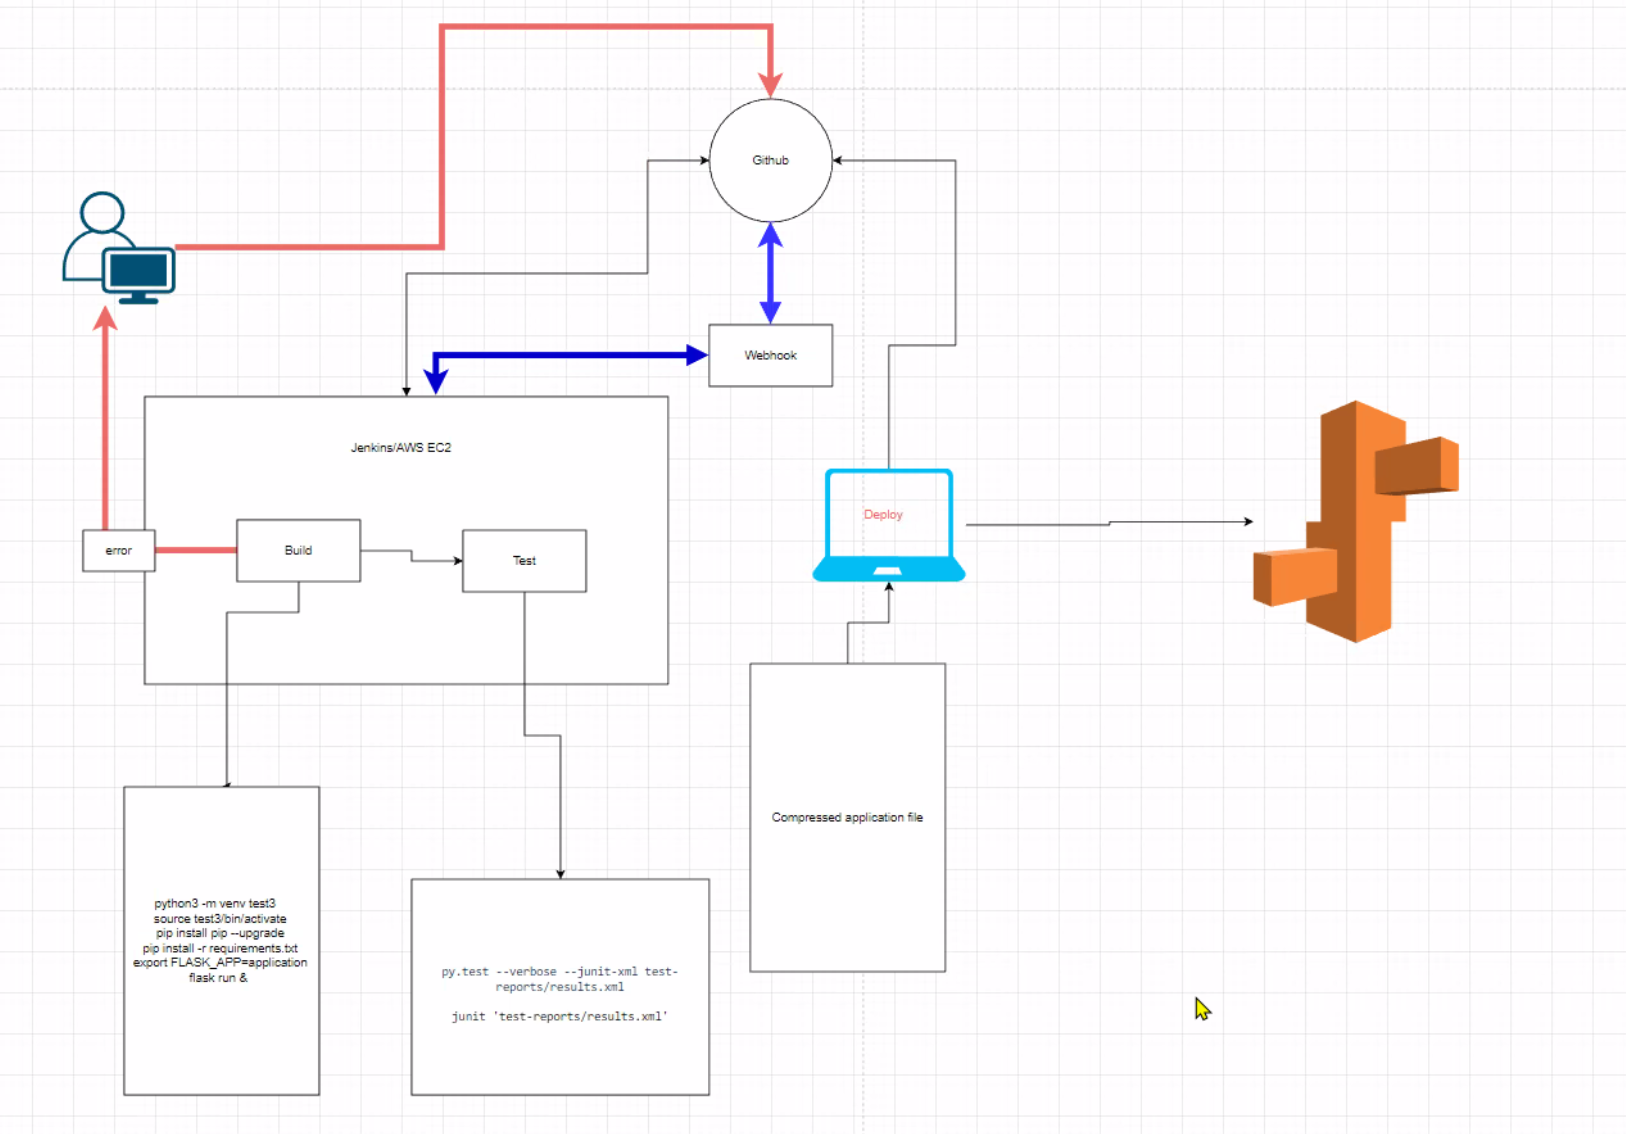 Github
Webhook
Jenkins/AWS EC2
Deploy
error
Build
Test
Compressed application file
python3 -m venv test3
source test3/bin/activate
pip install pip --upgrade
pip install -r requirements.txt
export FLASK_APP=application
flask run &
py.test --verbose --junit-xml test-
reports/results.xml
junit 'test-reports/results.xml'